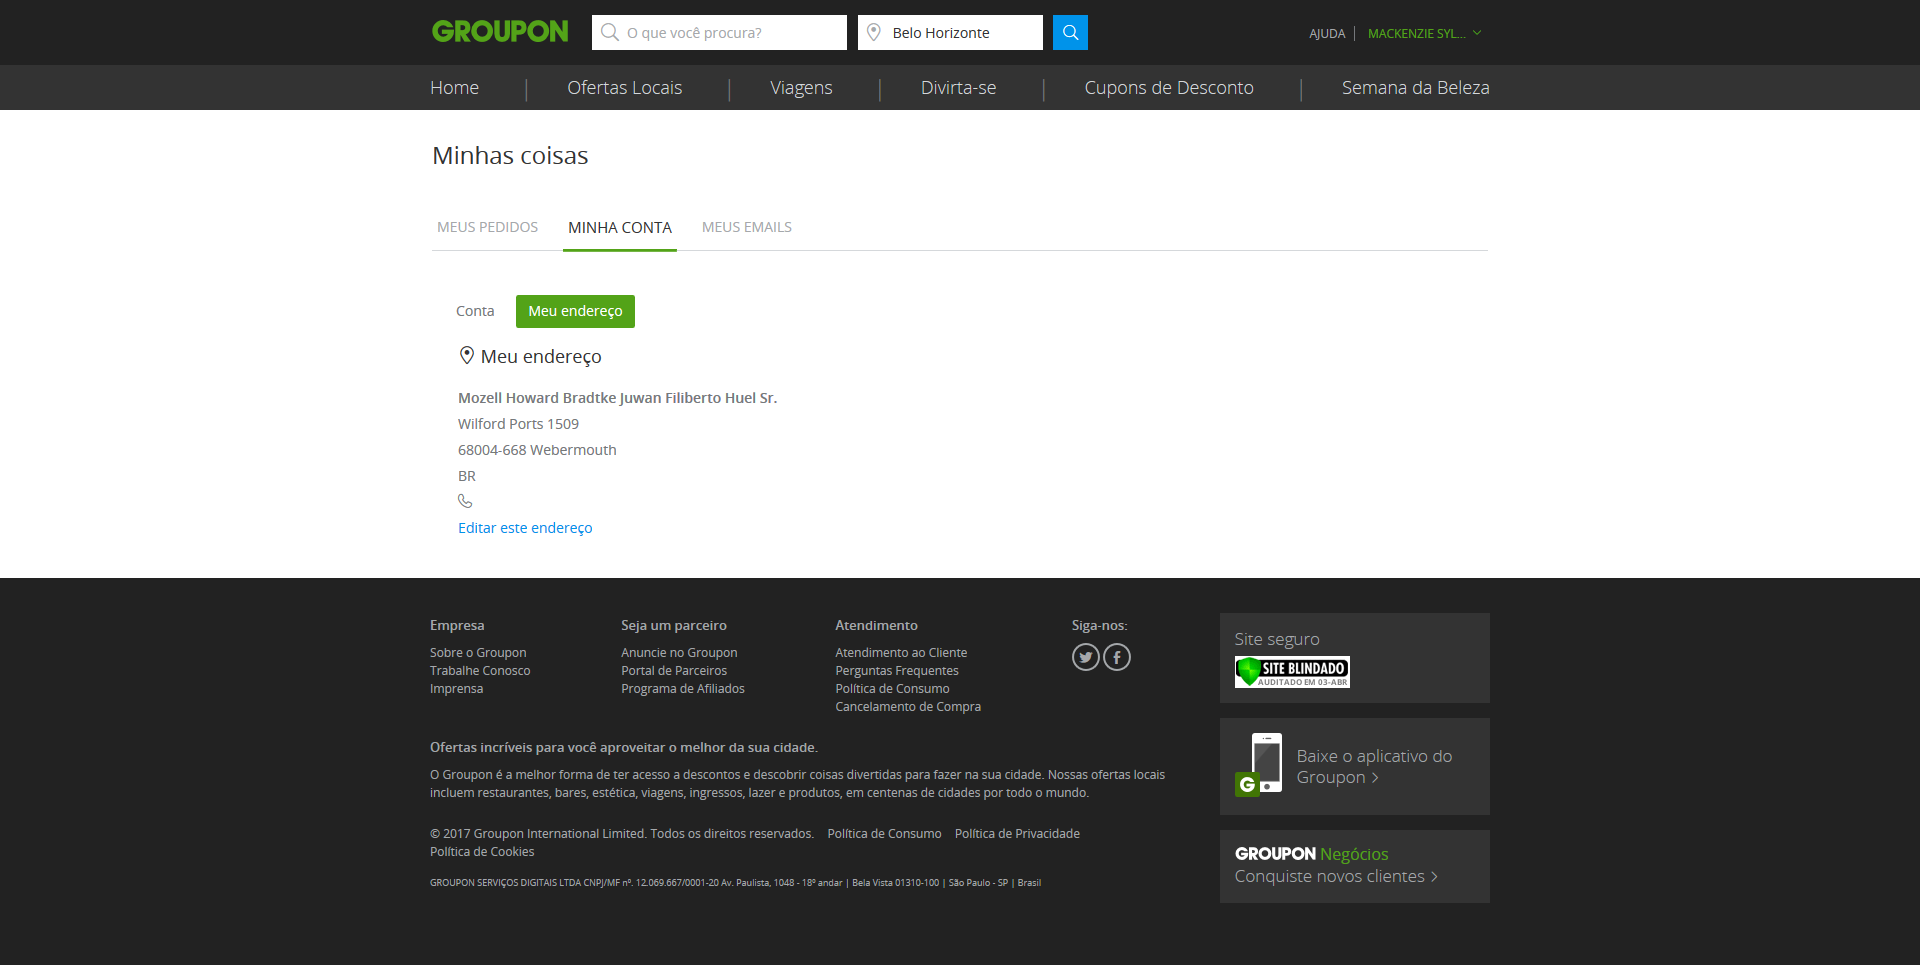 GROUPON
O que você procura?
Belo Horizonte
AJUDA
MACKENZIE SYL...
Home
Ofertas Locais
Viagens
Divirta-se
Cupons de Desconto
Semana da Beleza
Minhas coisas
MEUS PEDIDOS
MINHA CONTA
MEUS EMAILS
Conta
Meu endereço
Meu endereço
Mozell Howard Bradtke Juwan Filiberto Huel Sr.
Wilford Ports 1509
68004-668 Webermouth
BR
Editar este endereço
Empresa
Sobre o Groupon
Trabalhe Conosco
Imprensa
Seja um parceiro
Anuncie no Groupon
Portal de Parceiros
Programa de Afiliados
Atendimento
Atendimento ao Cliente
Perguntas Frequentes
Política de Consumo
Cancelamento de Compra
Siga-nos:
Ofertas incríveis para você aproveitar o melhor da sua cidade.
O Groupon é a melhor forma de ter acesso a descontos e descobrir coisas divertidas para fazer na sua cidade. Nossas ofertas locais
incluem restaurantes, bares, estética, viagens, ingressos, lazer e produtos, em centenas de cidades por todo o mundo.
© 2017 Groupon International Limited. Todos os direitos reservados. Política de Consumo Política de Privacidade
Política de Cookies
GROUPON SERVIÇOS DIGITAIS LTDA CNPJ/MF nº. 12.069.667/0001-20 Av. Paulista, 1048 - 18º andar | Bela Vista 01310-100 | São Paulo - SP | Brasil
Site seguro
SITE BLINDADO
AUDITADO EM 03-ABR
Baixe o aplicativo do
Groupon >
G
GROUPON Negócios
Conquiste novos clientes >